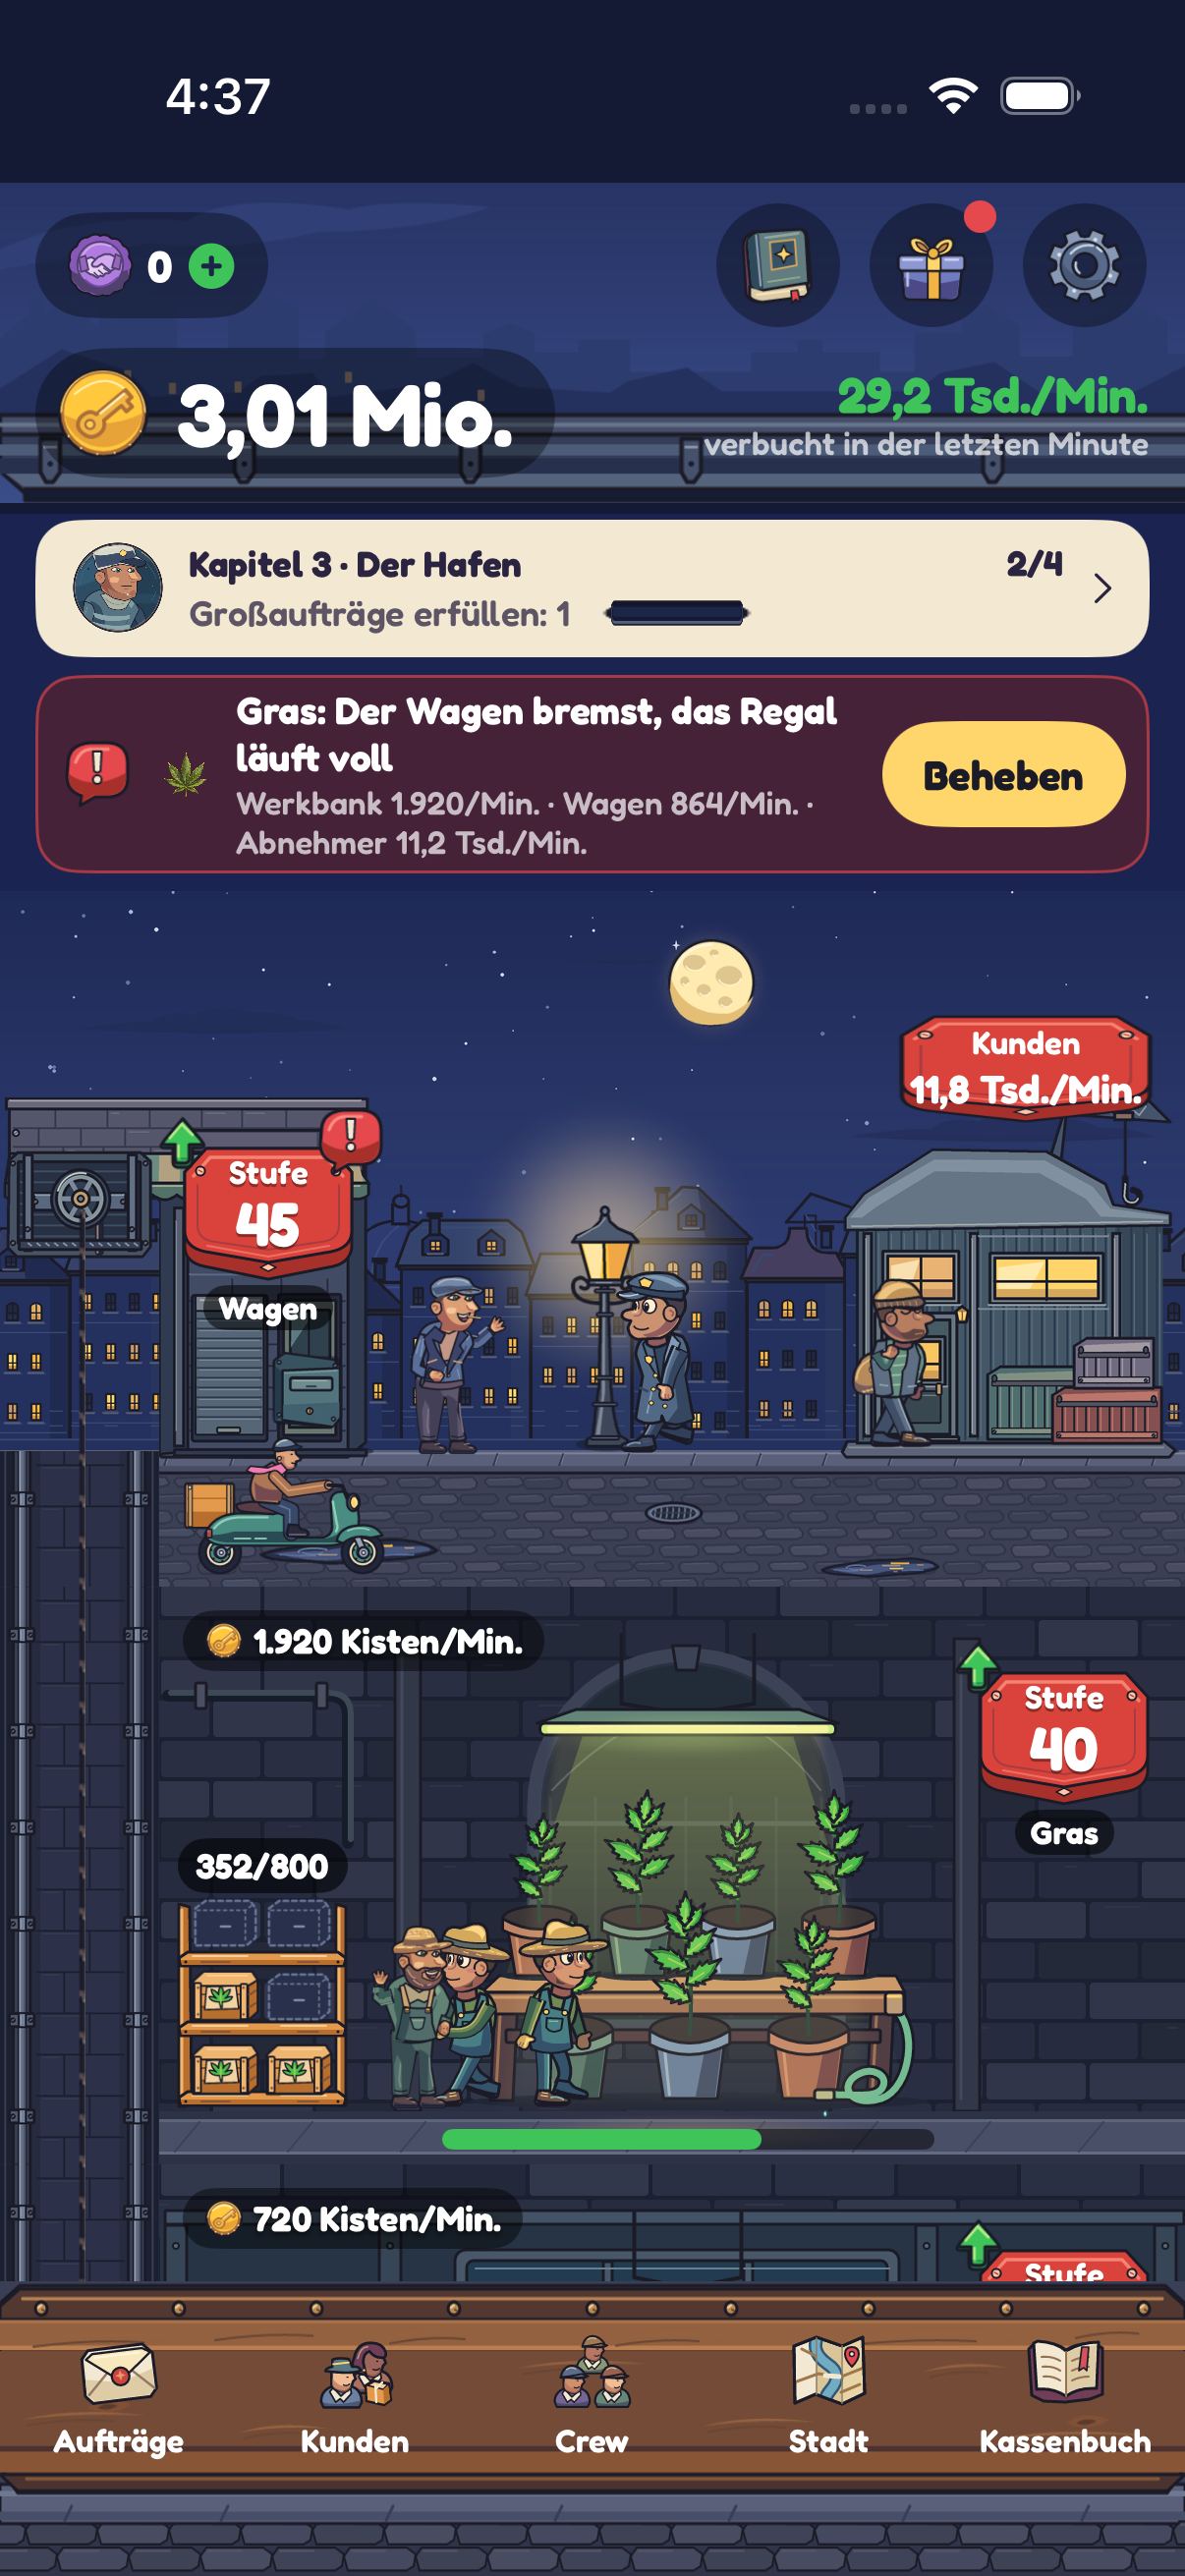 4:37
0
3,01 Mio.
29,2 Tsd./Min.
verbucht in der letzten Minute
Kapitel 3 · Der Hafen
2/4
Großaufträge erfüllen: 1
Gras: Der Wagen bremst, das Regal
läuft voll
Werkbank 1.920/Min. · Wagen 864/Min. ·
Abnehmer 11,2 Tsd./Min.
Beheben
Kunden
11,8 Tsd./Min.
Stufe
45
Wagen
1.920 Kisten/Min.
Stufe
40
Gras
352/800
720 Kisten/Min.
Stufe
Aufträge
Kunden
Crew
Stadt
Kassenbuch